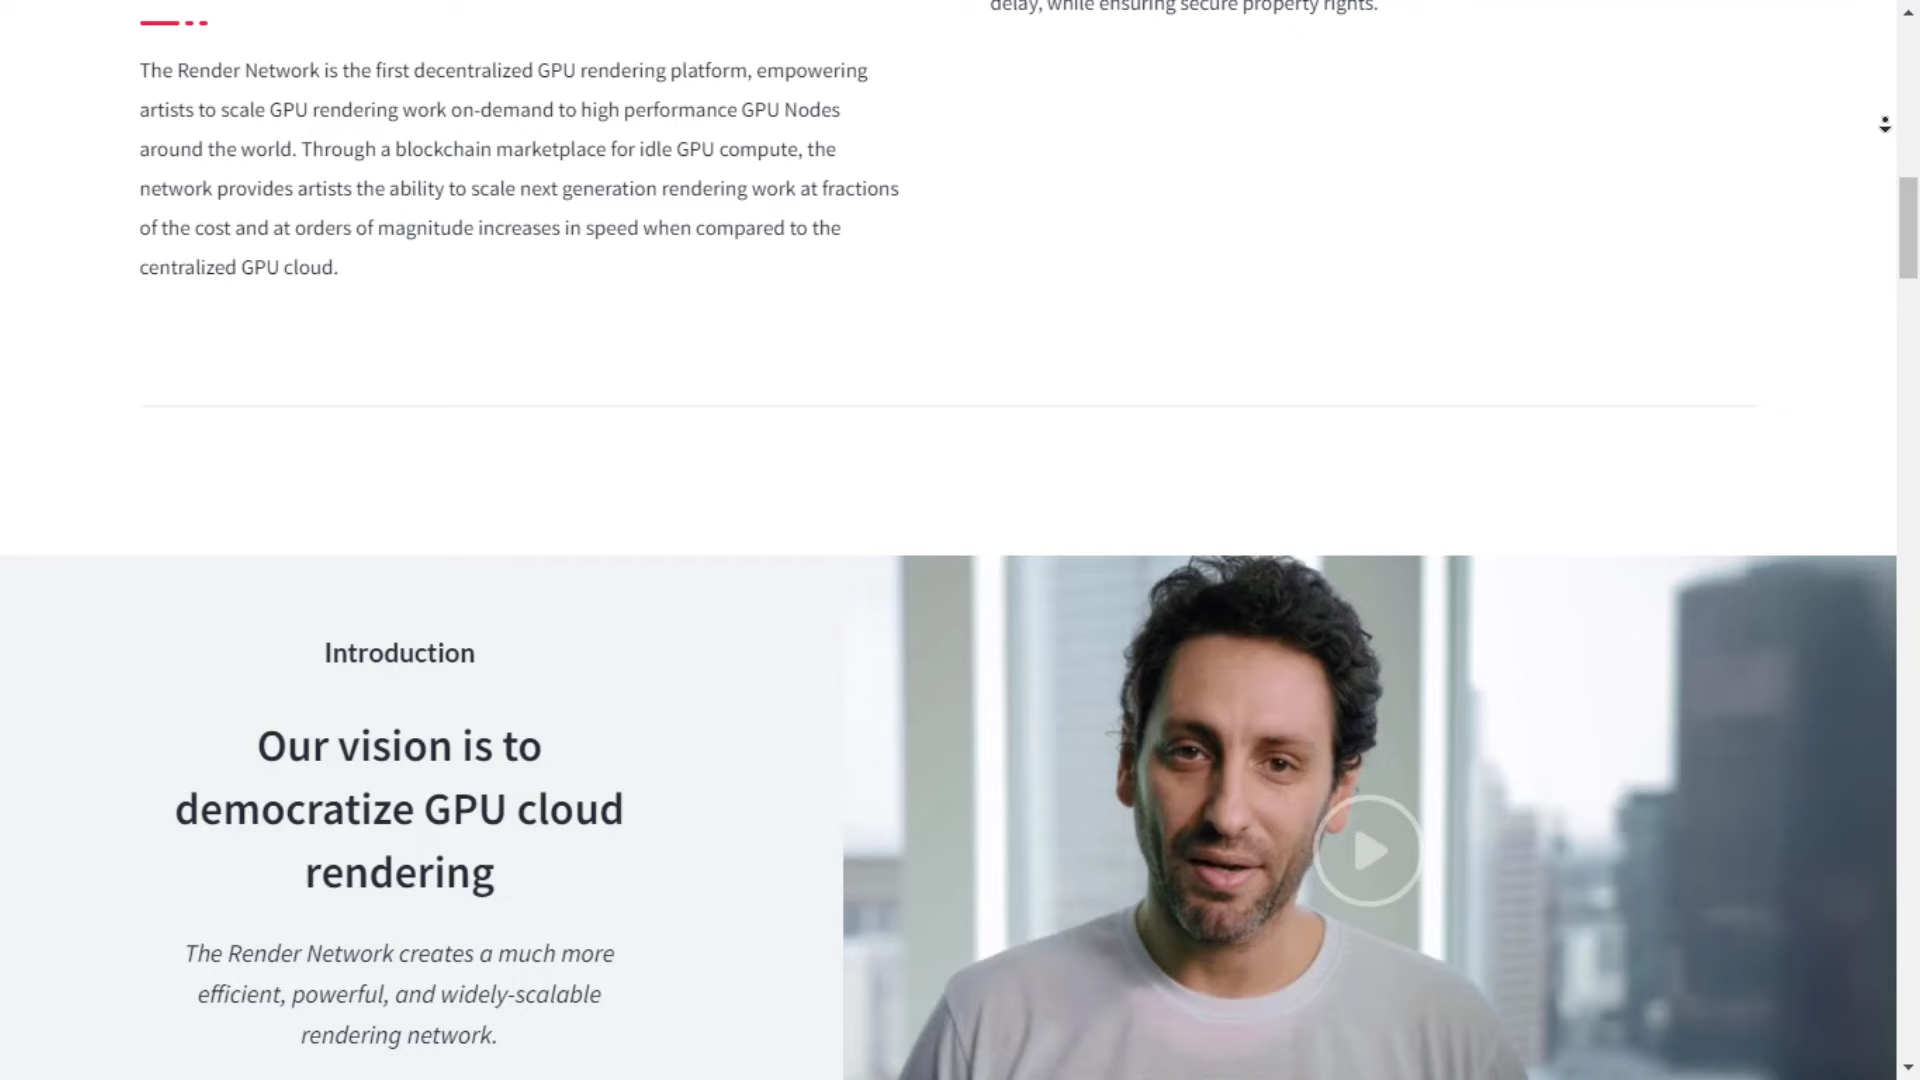 delay, while ensuring secure property rights.
The Render Network is the first decentralized GPU rendering platform, empowering
artists to scale GPU rendering work on-demand to high performance GPU Nodes
around the world. Through a blockchain marketplace for idle GPU compute, the
network provides artists the ability to scale next generation rendering work at fractions
of the cost and at orders of magnitude increases in speed when compared to the
centralized GPU cloud.
Introduction
Our vision is to
democratize GPU cloud
rendering
The Render Network creates a much more
efficient, powerful, and widely-scalable
rendering network.